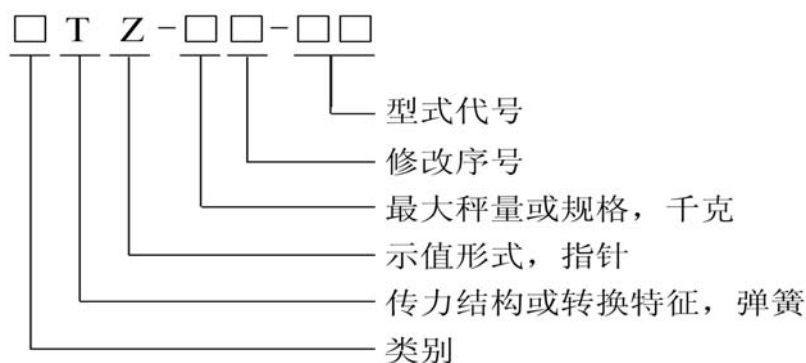 □ T Z - □ □ - □ □
型式代号
修改序号
最大秤量或规格，千克
示值形式，指针
传力结构或转换特征，弹簧
类别